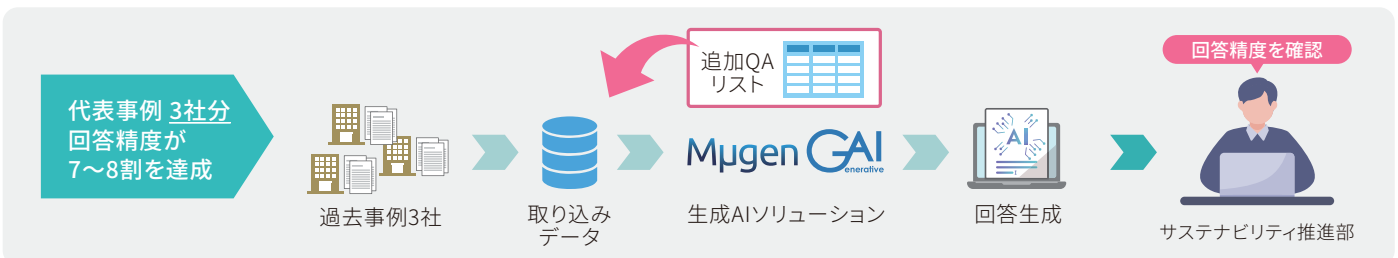 代表事例 3社分
回答精度が
7～8割を達成
過去事例3社
取り込み
データ
追加QA
リスト
Mμgen GAI
enerative
生成AIソリューション
AI
回答生成
回答精度を確認
サステナビリティ推進部